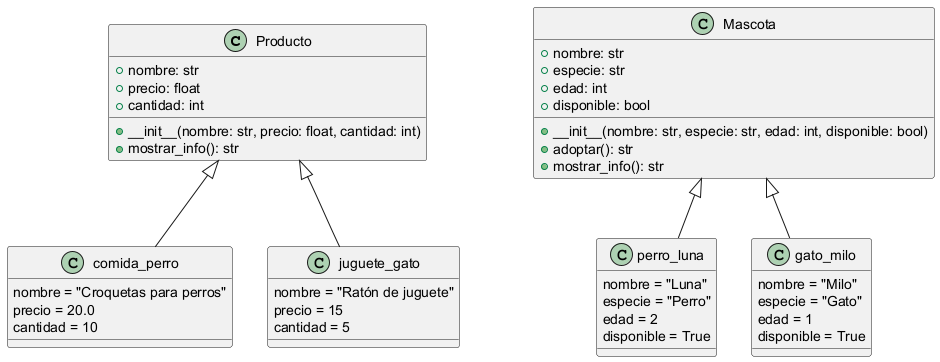 C Producto
nombre: str
precio: float
cantidad: int
__init__(nombre: str, precio: float, cantidad: int)
mostrar_info(): str
C Mascota
nombre: str
especie: str
edad: int
disponible: bool
__init__(nombre: str, especie: str, edad: int, disponible: bool)
adoptar(): str
mostrar_info(): str
C comida_perro
nombre = "Croquetas para perros"
precio = 20.0
cantidad = 10
C juguete_gato
nombre = "Ratón de juguete"
precio = 15
cantidad = 5
C perro_luna
nombre = "Luna"
especie = "Perro"
edad = 2
disponible = True
C gato_milo
nombre = "Milo"
especie = "Gato"
edad = 1
disponible = True